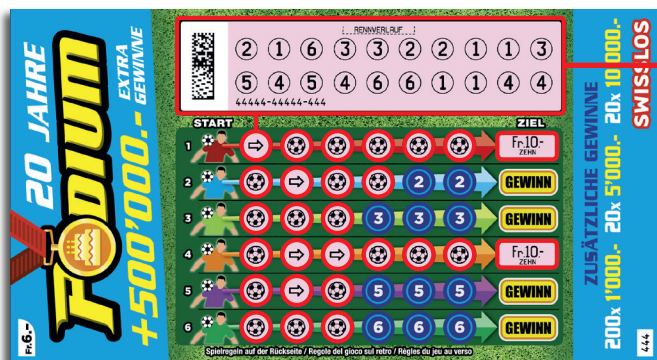 20 JAHRE
PODIUM
EXTRA
+500'000.- GEWINNE
Fr.6.-
RENNVERLAUF
2 1 6 3 3 2 2 1 1 3
5 4 5 4 6 6 1 1 4 4
44444-44444-444
START ZIEL
1 Fr.10.-
ZEHN
2 2 2 GEWINN
3 3 3 3 GEWINN
4 Fr.10.-
ZEHN
5 5 5 5 GEWINN
6 6 6 6 GEWINN
Spielregeln auf der Rückseite / Regole del gioco sul retro / Règles du jeu au verso
ZUSÄTZLICHE GEWINNE
200x 1'000.- 20x 5'000.- 20x 10'000.-
SWISSLOS
444